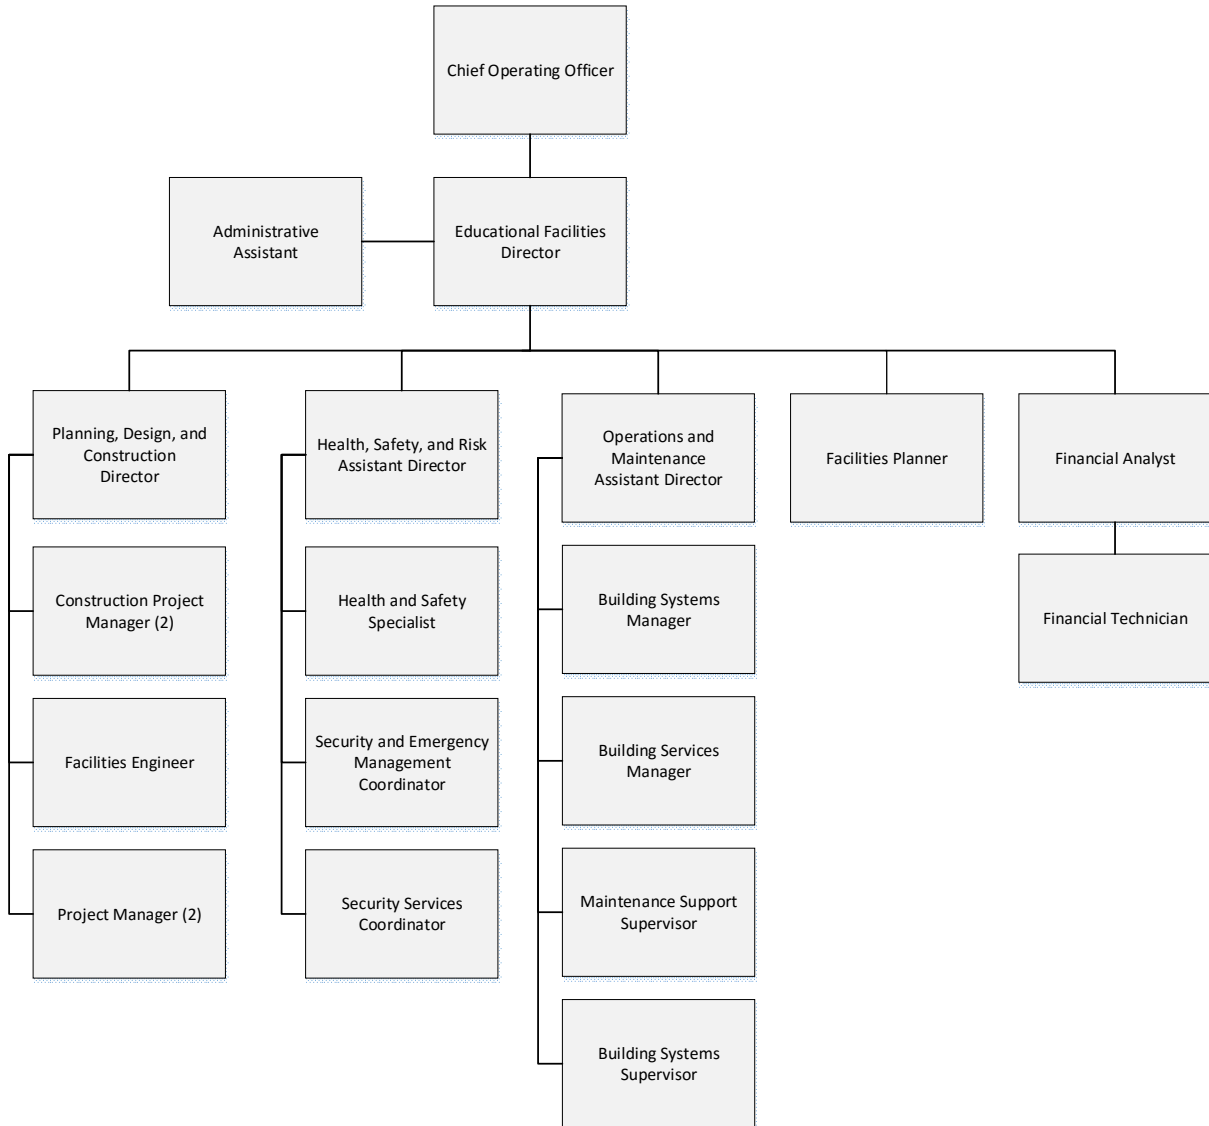 Chief Operating Officer
Administrative
Assistant
Educational Facilities
Director
Planning, Design, and
Construction
Director
Health, Safety, and Risk
Assistant Director
Operations and
Maintenance
Assistant Director
Facilities Planner
Financial Analyst
Construction Project
Manager (2)
Health and Safety
Specialist
Building Systems
Manager
Financial Technician
Facilities Engineer
Security and Emergency
Management
Coordinator
Building Services
Manager
Project Manager (2)
Security Services
Coordinator
Maintenance Support
Supervisor
Building Systems
Supervisor